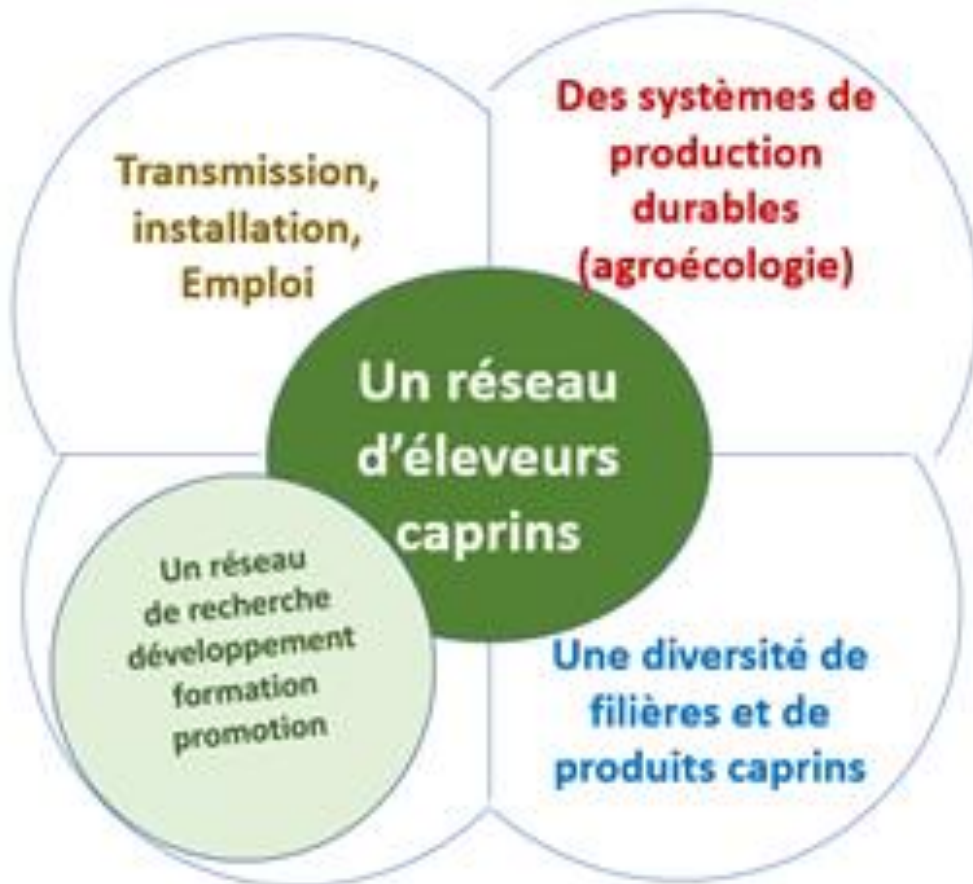 Transmission,
installation,
Emploi
Des systèmes de
production
durables
(agroécologie)
Un réseau
d'éleveurs
caprins
Un réseau
de recherche
développement
formation
promotion
Une diversité de
filières et de
produits caprins